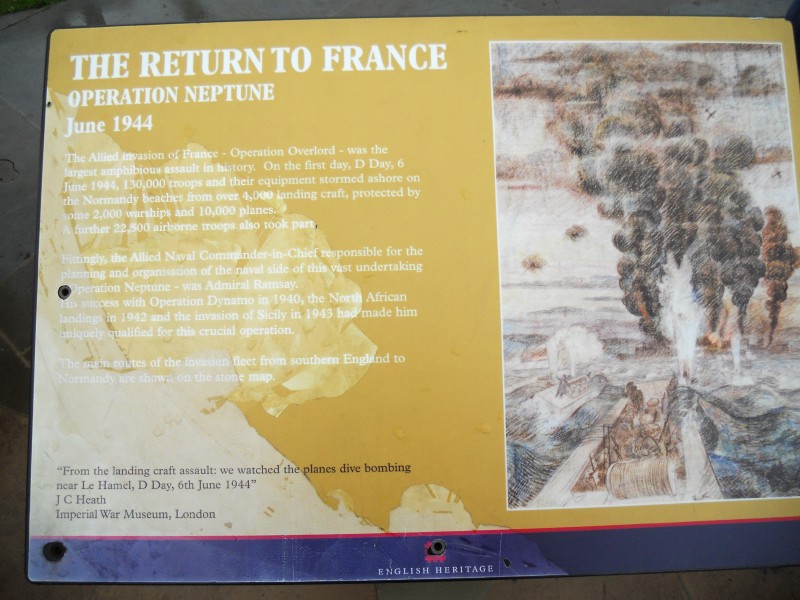 THE RETURN TO FRANCE
OPERATION NEPTUNE
June 1944
The Allied invasion of France - Operation Overlord - was the
largest amphibious assault in history. On the first day, D Day, 6
June 1944, 130,000 troops and their equipment stormed ashore on
the Normandy beaches from over 4,000 landing craft, protected by
some 2,000 warships and 10,000 planes.
A further 22,500 airborne troops also took part.
Fittingly, the Allied Naval Commander-in-Chief responsible for the
planning and organisation of the naval side of this vast undertaking
- Operation Neptune - was Admiral Ramsay.
His success with Operation Dynamo in 1940, the North African
landings in 1942 and the invasion of Sicily in 1943 had made him
uniquely qualified for this crucial operation.
The main routes of the invasion fleet from southern England to
Normandy are shown on the stone map.
"From the landing craft assault: we watched the planes dive bombing
near Le Hamel, D Day, 6th June 1944"
J C Heath
Imperial War Museum, London
ENGLISH HERITAGE